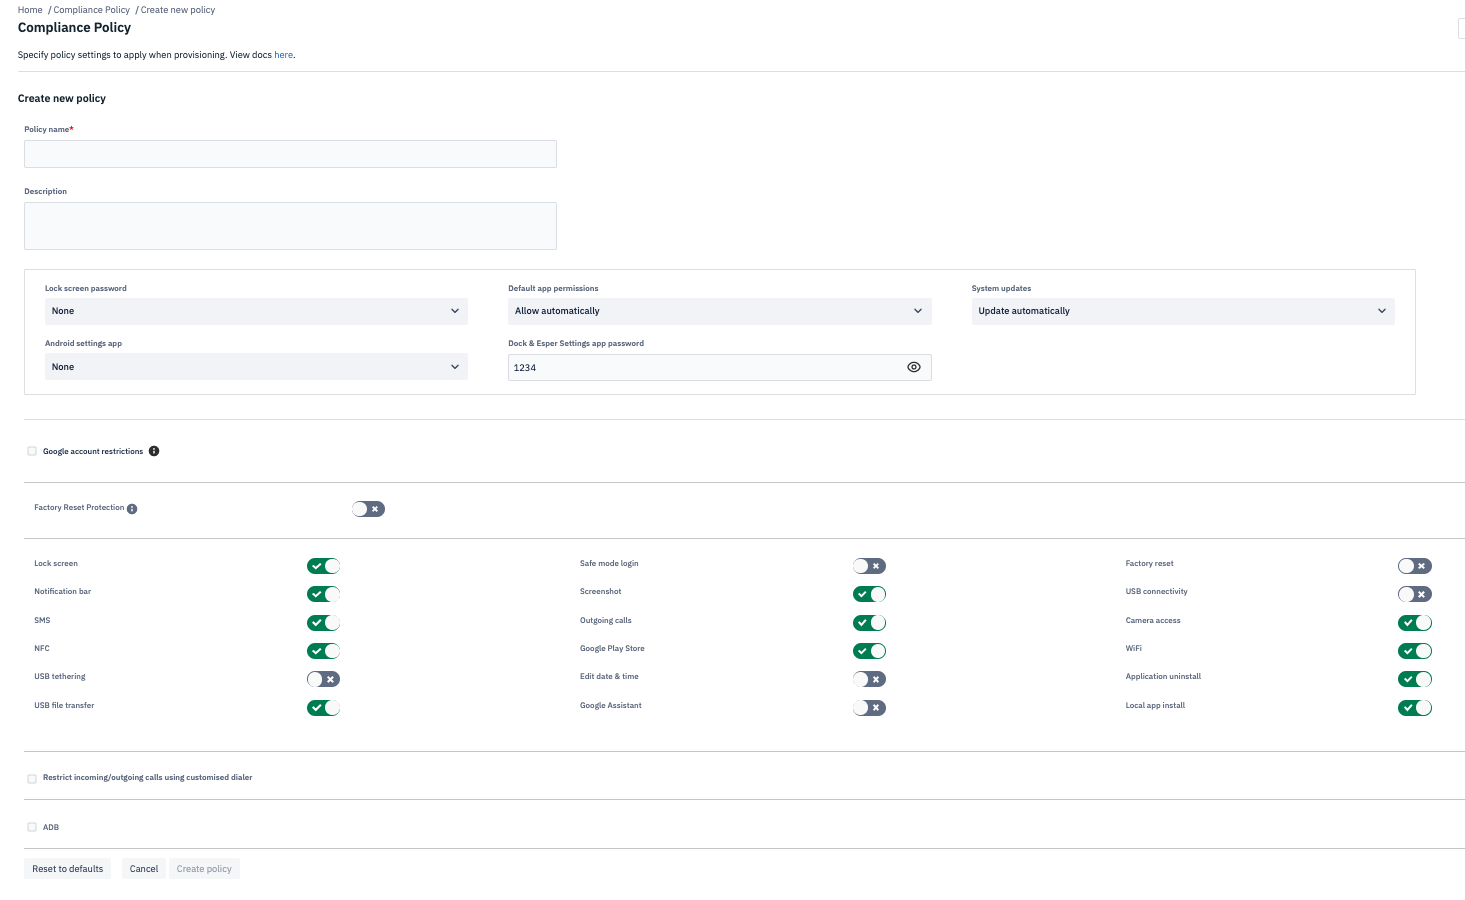 Home / Compliance Policy / Create new policy
Compliance Policy
Specify policy settings to apply when provisioning. View docs here.
Create new policy
Policy name*
Description
Lock screen password
Default app permissions
System updates
None
Allow automatically
Update automatically
Android settings app
Dock & Esper Settings app password
None
1234
Google account restrictions
Factory Reset Protection
Lock screen
Safe mode login
Factory reset
Notification bar
Screenshot
USB connectivity
SMS
Outgoing calls
Camera access
NFC
Google Play Store
WiFi
USB tethering
Edit date & time
Application uninstall
USB file transfer
Google Assistant
Local app install
Restrict incoming/outgoing calls using customised dialer
ADB
Reset to defaults
Cancel
Create policy